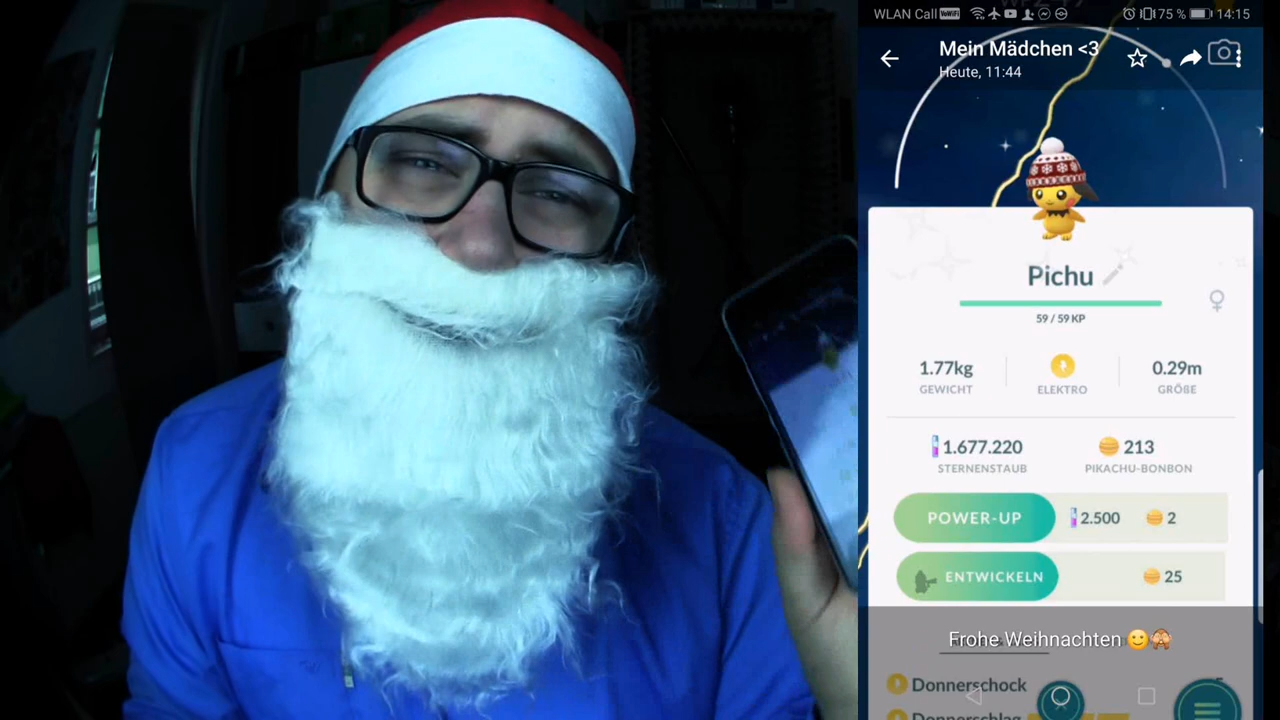 WLAN Call VoWiFi 75 % 14:15
Mein Mädchen <3
Heute, 11:44
Pichu
59 / 59 KP
1.77kg
GEWICHT
ELEKTRO
0.29m
GRÖßE
1.677.220
STERNENSTAUB
213
PIKACHU-BONBON
POWER-UP 2.500 2
ENTWICKELN 25
Frohe Weihnachten 🙂🙈
Donnerschock
Donnerschlag